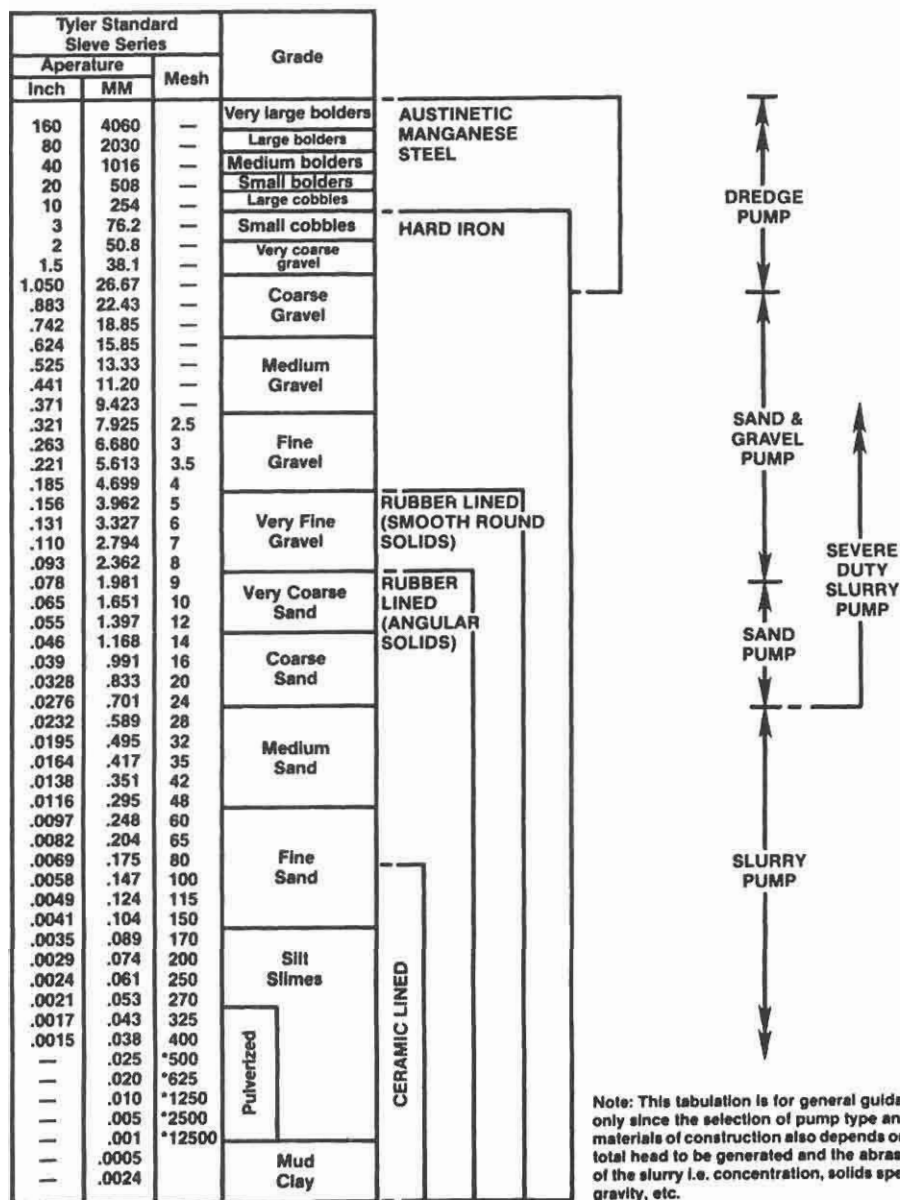 Tyler Standard
Sieve Series
Grade
Aperature
Mesh
Inch MM
160 4060 —
80 2030 —
40 1016 —
20 508 —
10 254 —
3 76.2 —
2 50.8 —
1.5 38.1 —
1.050 26.67 —
.883 22.43 —
.742 18.85 —
.624 15.85 —
.525 13.33 —
.441 11.20 —
.371 9.423 —
.321 7.925 2.5
.263 6.680 3
.221 5.613 3.5
.185 4.699 4
.156 3.962 5
.131 3.327 6
.110 2.794 7
.093 2.362 8
.078 1.981 9
.065 1.651 10
.055 1.397 12
.046 1.168 14
.039 .991 16
.0328 .833 20
.0276 .701 24
.0232 .589 28
.0195 .495 32
.0164 .417 35
.0138 .351 42
.0116 .295 48
.0097 .248 60
.0082 .204 65
.0069 .175 80
.0058 .147 100
.0049 .124 115
.0041 .104 150
.0035 .089 170
.0029 .074 200
.0024 .061 250
.0021 .053 270
.0017 .043 325
.0015 .038 400
— .025 *500
— .020 *625
— .010 *1250
— .005 *2500
— .001 *12500
— .0005
— .0024
Very large bolders
Large bolders
Medium bolders
Small bolders
Large cobbles
Small cobbles
Very coarse
gravel
Coarse
Gravel
Medium
Gravel
Fine
Gravel
Very Fine
Gravel
Very Coarse
Sand
Coarse
Sand
Medium
Sand
Fine
Sand
Silt
Slimes
Pulverized
Mud
Clay
AUSTINETIC
MANGANESE
STEEL
HARD IRON
RUBBER LINED
(SMOOTH ROUND
SOLIDS)
RUBBER
LINED
(ANGULAR
SOLIDS)
CERAMIC LINED
DREDGE
PUMP
SAND &
GRAVEL
PUMP
SEVERE
DUTY
SLURRY
PUMP
SAND
PUMP
SLURRY
PUMP
Note: This tabulation is for general guida
only since the selection of pump type an
materials of construction also depends o
total head to be generated and the abras
of the slurry i.e. concentration, solids spe
gravity, etc.